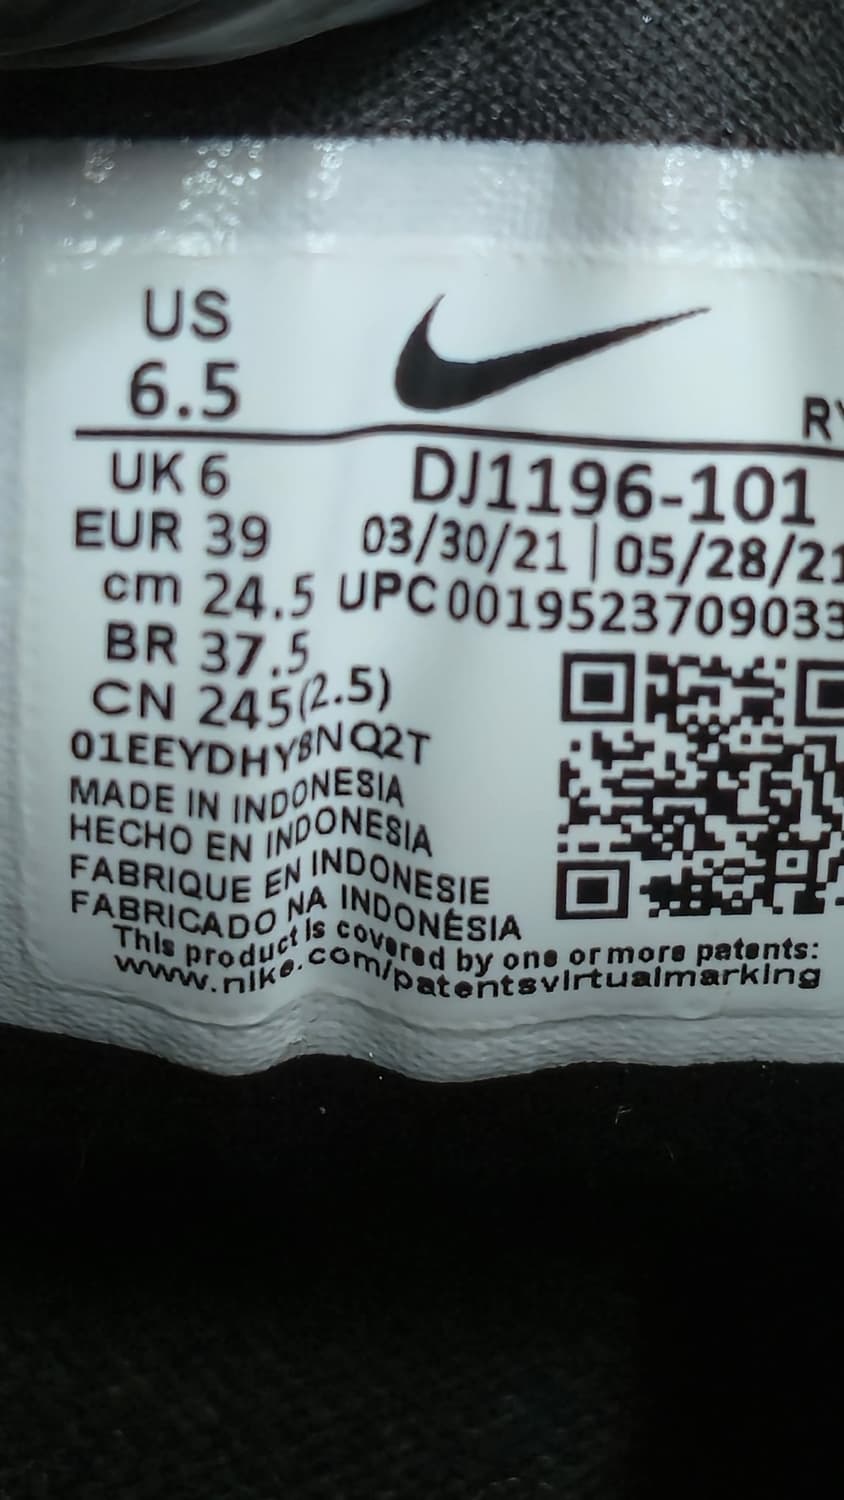 US
6.5
RY
UK 6
DJ1196-101
EUR 39
03/30/21 | 05/28/21
cm 24.5
UPC0019523709033
BR 37.5
CN 245(2.5)
01EEYDHY8NQ2T
MADE IN INDONESIA
HECHO EN INDONESIA
FABRIQUE EN INDONESIE
FABRICADO NA INDONÉSIA
This product is covered by one or more patents:
www.nike.com/patentsvirtualmarking